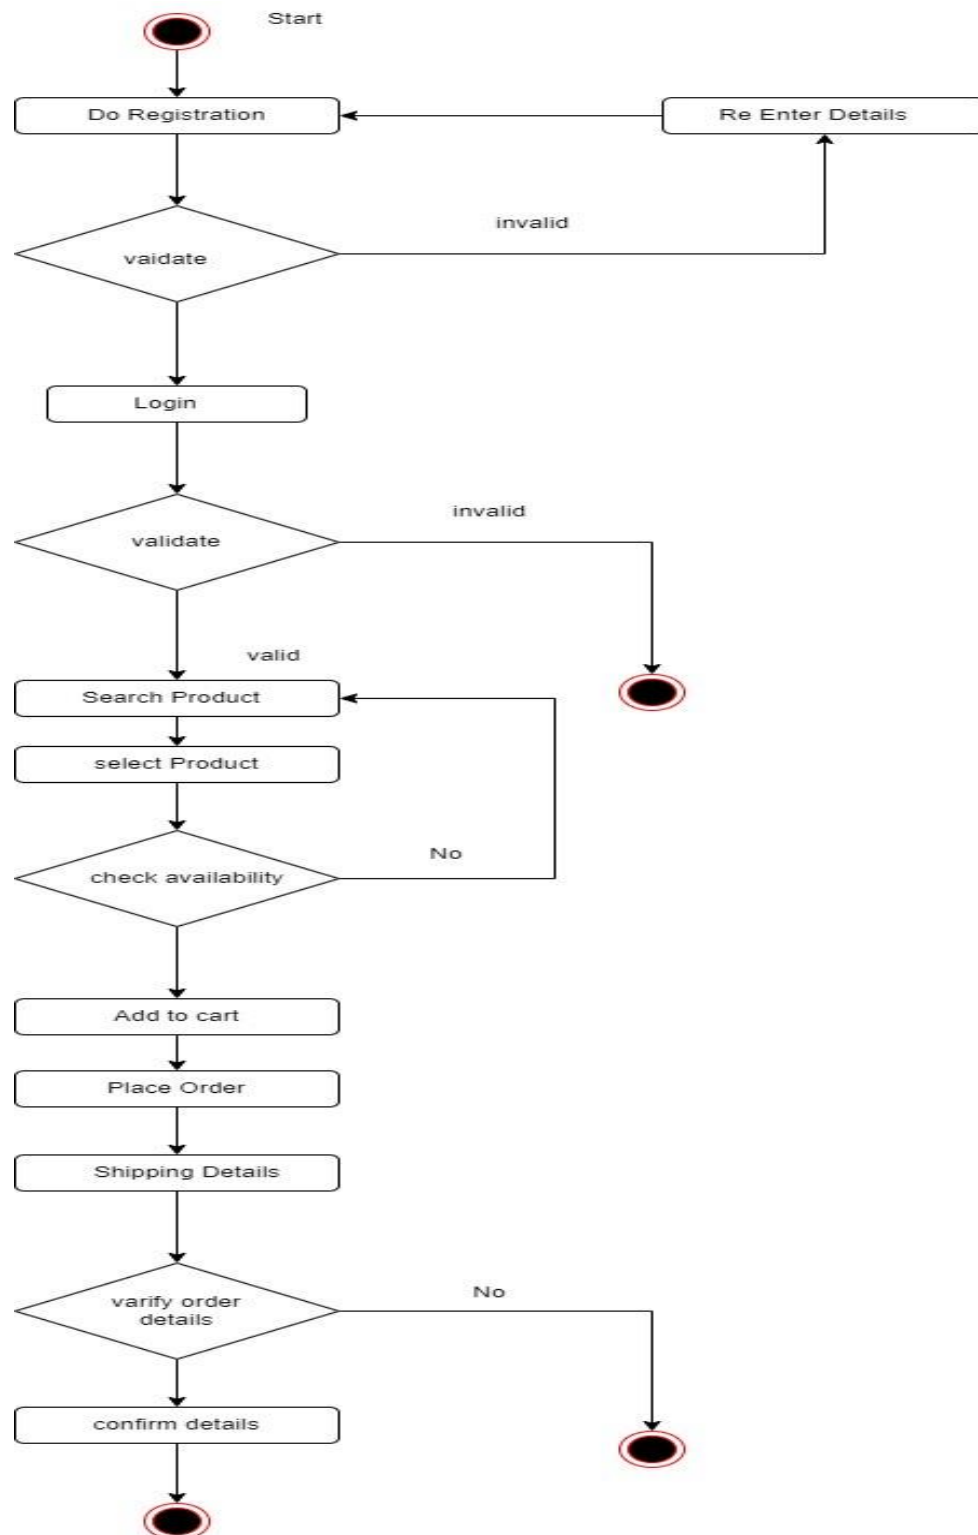 Start
Do Registration
Re Enter Details
invalid
vaidate
Login
invalid
validate
valid
Search Product
select Product
No
check availability
Add to cart
Place Order
Shipping Details
No
varify order
details
confirm details